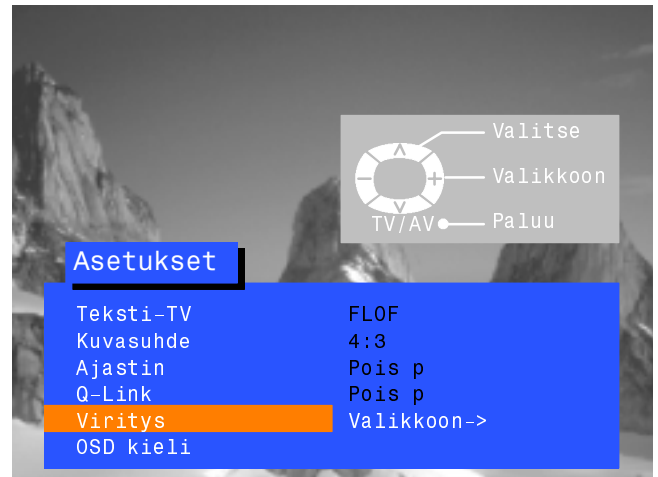 Valitse
Valikkoon
TV/AV Paluu
Asetukset
Teksti-TV FLOF
Kuvasuhde 4:3
Ajastin Pois p
Q-Link Pois p
Viritys Valikkoon->
OSD kieli